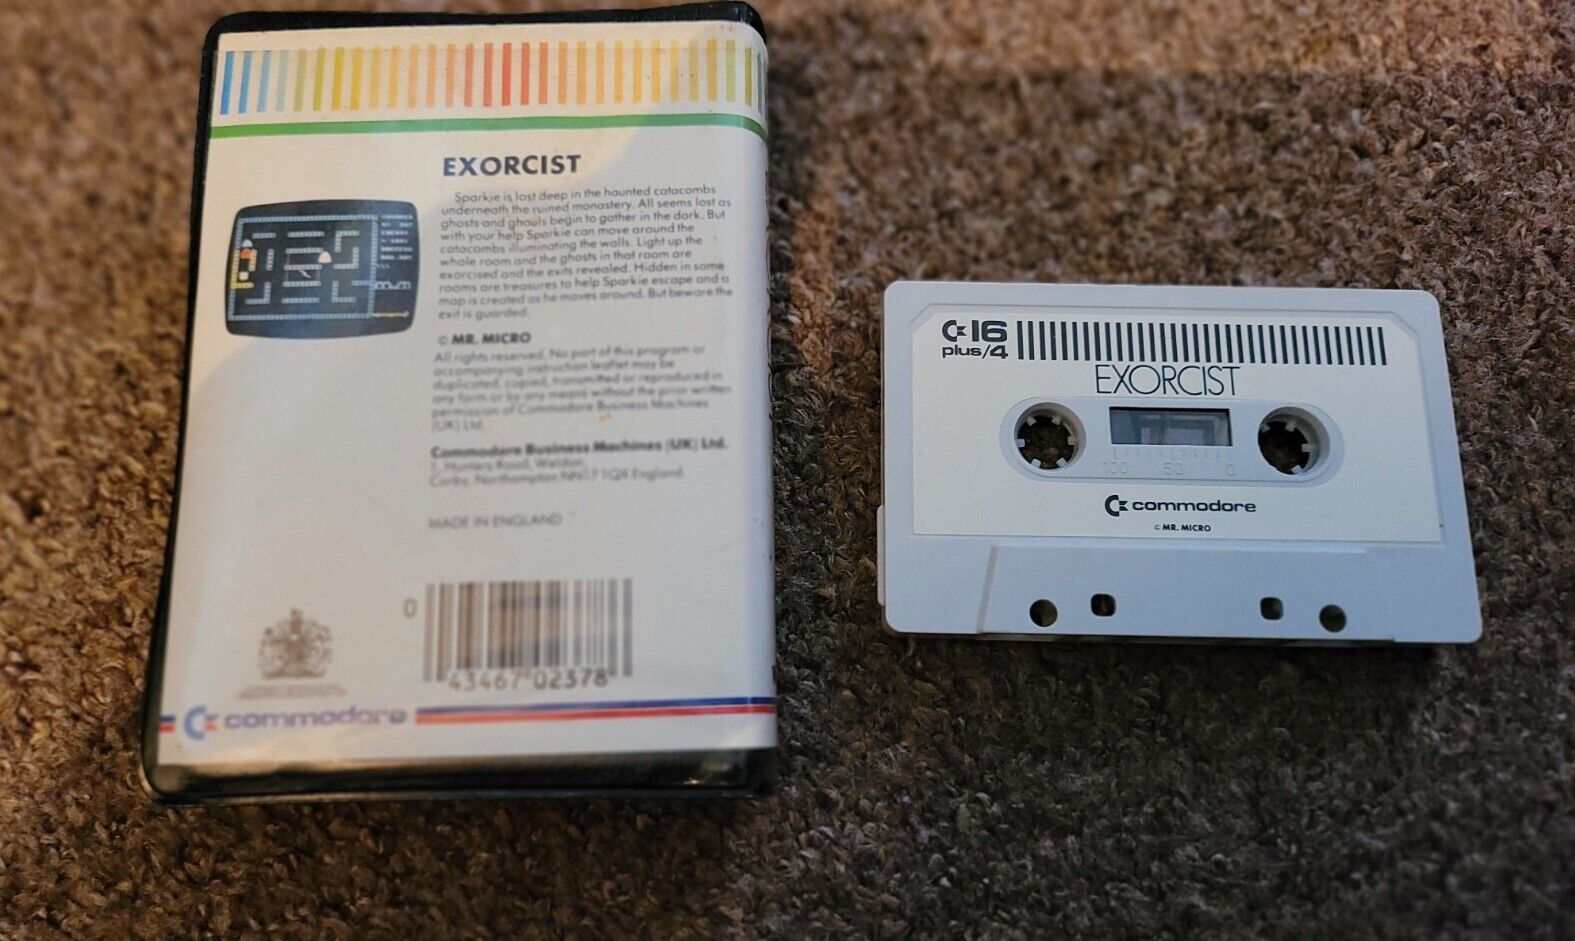 EXORCIST
Sparkie is lost deep in the haunted catacombs
underneath the ruined monastery. All seems lost as
ghosts and ghouls begin to gather in the dark. But
with your help Sparkie can move around the
catacombs illuminating the walls. Light up the
whole room and the ghosts in that room are
exorcised and the exits revealed. Hidden in some
rooms are treasures to help Sparkie escape and a
map is created as he moves around. But beware the
exit is guarded.
© MR. MICRO
All rights reserved. No part of this program or
accompanying instruction leaflet may be
duplicated, copied, transmitted or reproduced in
any form or by any means without the prior written
permission of Commodore Business Machines
(UK) Ltd.
Commodore Business Machines (UK) Ltd.
1, Hunters Road, Weldon,
Corby, Northampton NN17 1QX England.
MADE IN ENGLAND
0 43467 02378
commodore
C16
plus/4
EXORCIST
100 50 0
commodore
© MR. MICRO